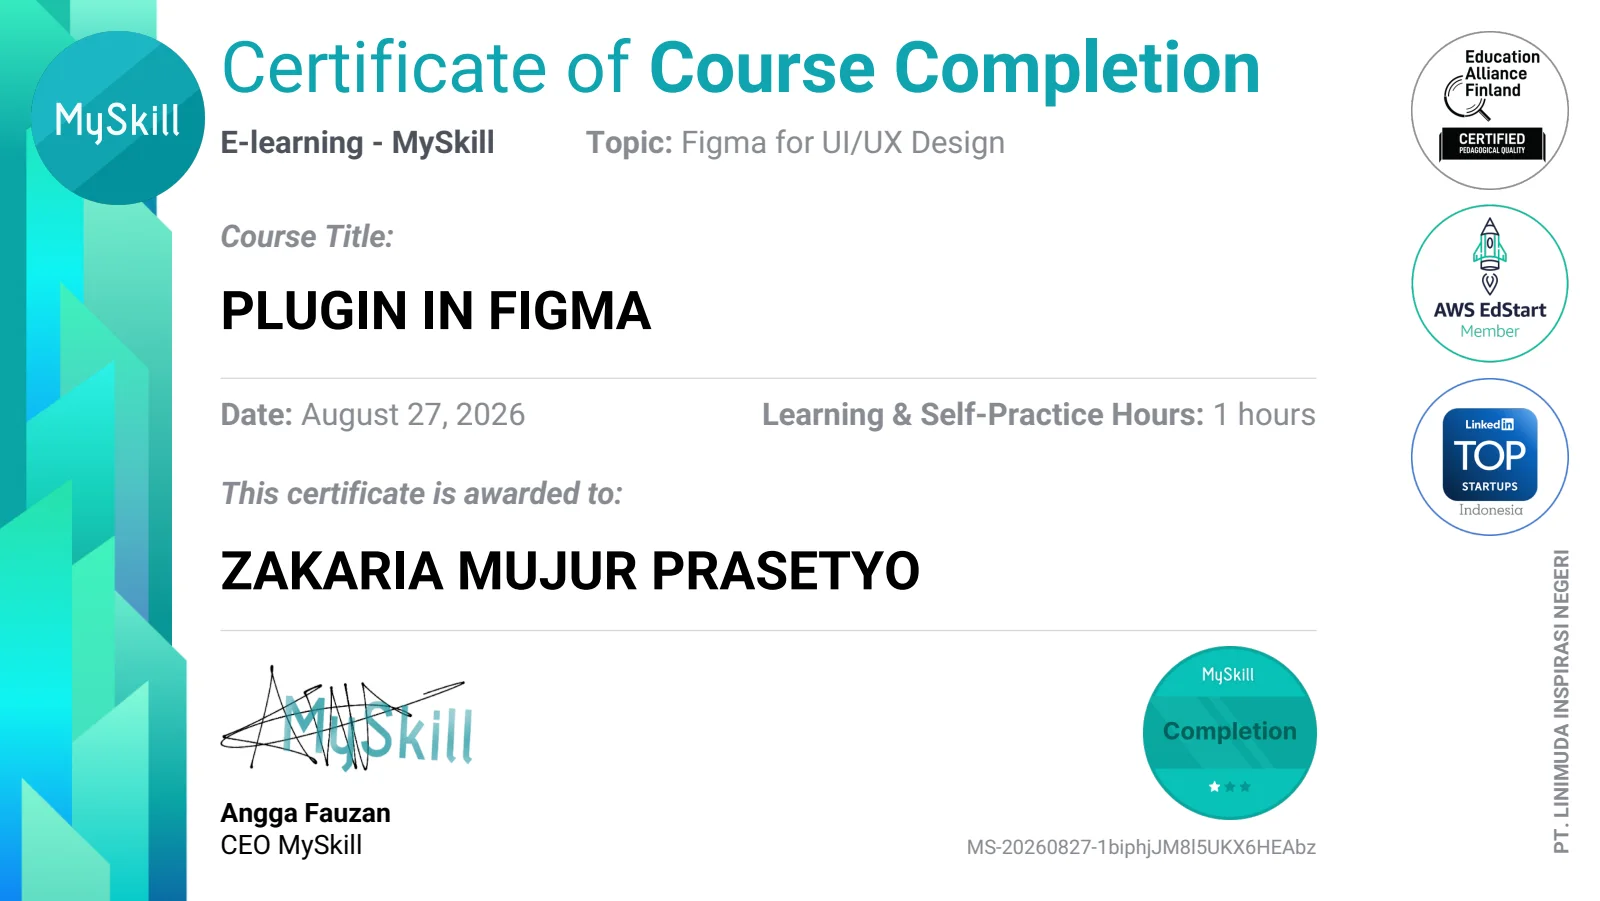 MySkill
Certificate of Course Completion
E-learning - MySkill
Topic: Figma for UI/UX Design
Course Title:
PLUGIN IN FIGMA
Date: August 27, 2026
Learning & Self-Practice Hours: 1 hours
This certificate is awarded to:
ZAKARIA MUJUR PRASETYO
MySkill
Angga Fauzan
CEO MySkill
MySkill
Completion
MS-20260827-1biphjJM8l5UKX6HEAbz
Education
Alliance
Finland
CERTIFIED
PEDAGOGICAL QUALITY
AWS EdStart
Member
Linked in
TOP
STARTUPS
Indonesia
PT. LINIMUDA INSPIRASI NEGERI